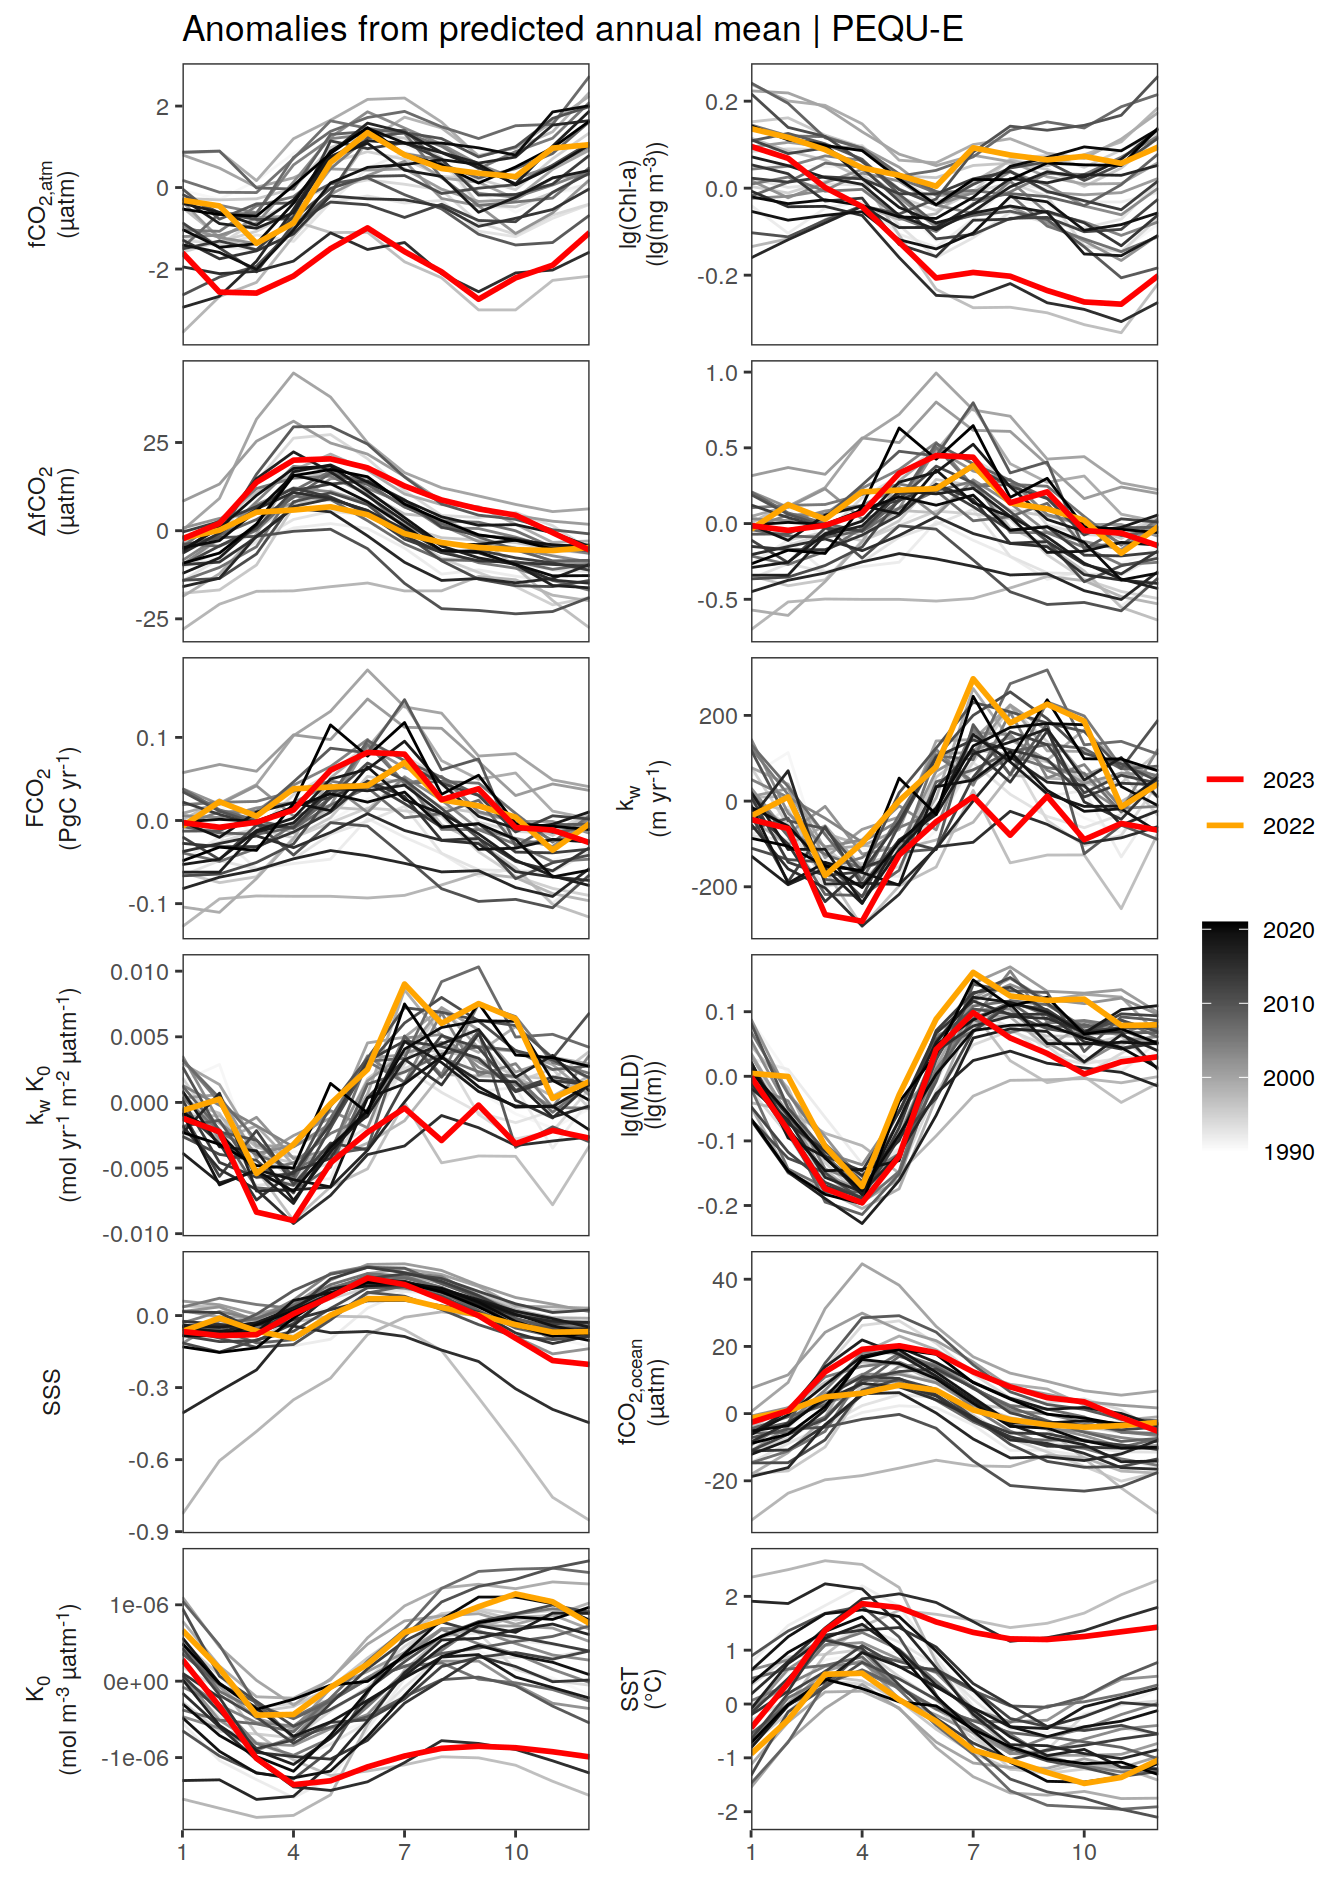 Anomalies from predicted annual mean | PEQU-E
fCO2,atm
(µatm)
2
0
-2
lg(Chl-a)
(lg(mg m-3))
0.2
0.0
-0.2
ΔfCO2
(µatm)
25
0
-25
1.0
0.5
0.0
-0.5
FCO2
(PgC yr-1)
0.1
0.0
-0.1
kw
(m yr-1)
200
0
-200
2023
2022
2020
2010
2000
1990
kw K0
(mol yr-1 m-2 µatm-1)
0.010
0.005
0.000
-0.005
-0.010
lg(MLD)
(lg(m))
0.1
0.0
-0.1
-0.2
SSS
0.0
-0.3
-0.6
-0.9
fCO2,ocean
(µatm)
40
20
0
-20
K0
(mol m-3 µatm-1)
1e-06
0e+00
-1e-06
SST
(°C)
2
1
0
-1
-2
1 4 7 10
1 4 7 10